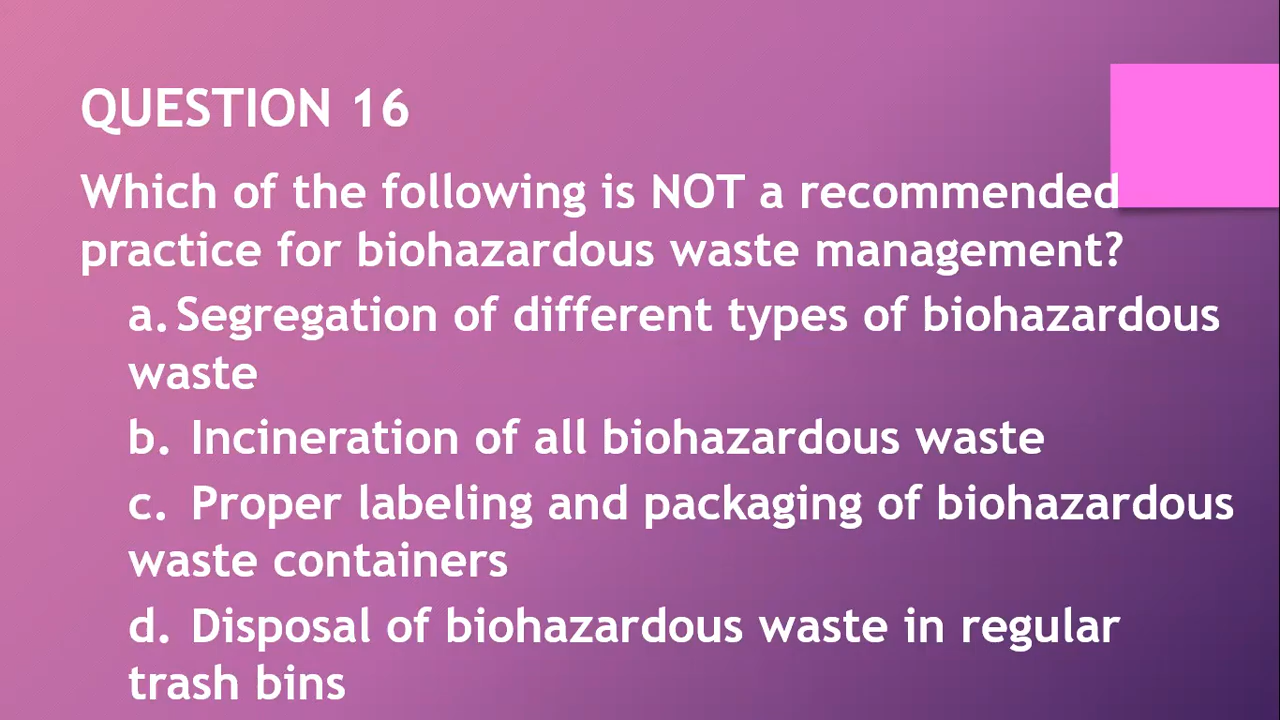 QUESTION 16
Which of the following is NOT a recommended
practice for biohazardous waste management?
a. Segregation of different types of biohazardous
waste
b. Incineration of all biohazardous waste
c. Proper labeling and packaging of biohazardous
waste containers
d. Disposal of biohazardous waste in regular
trash bins